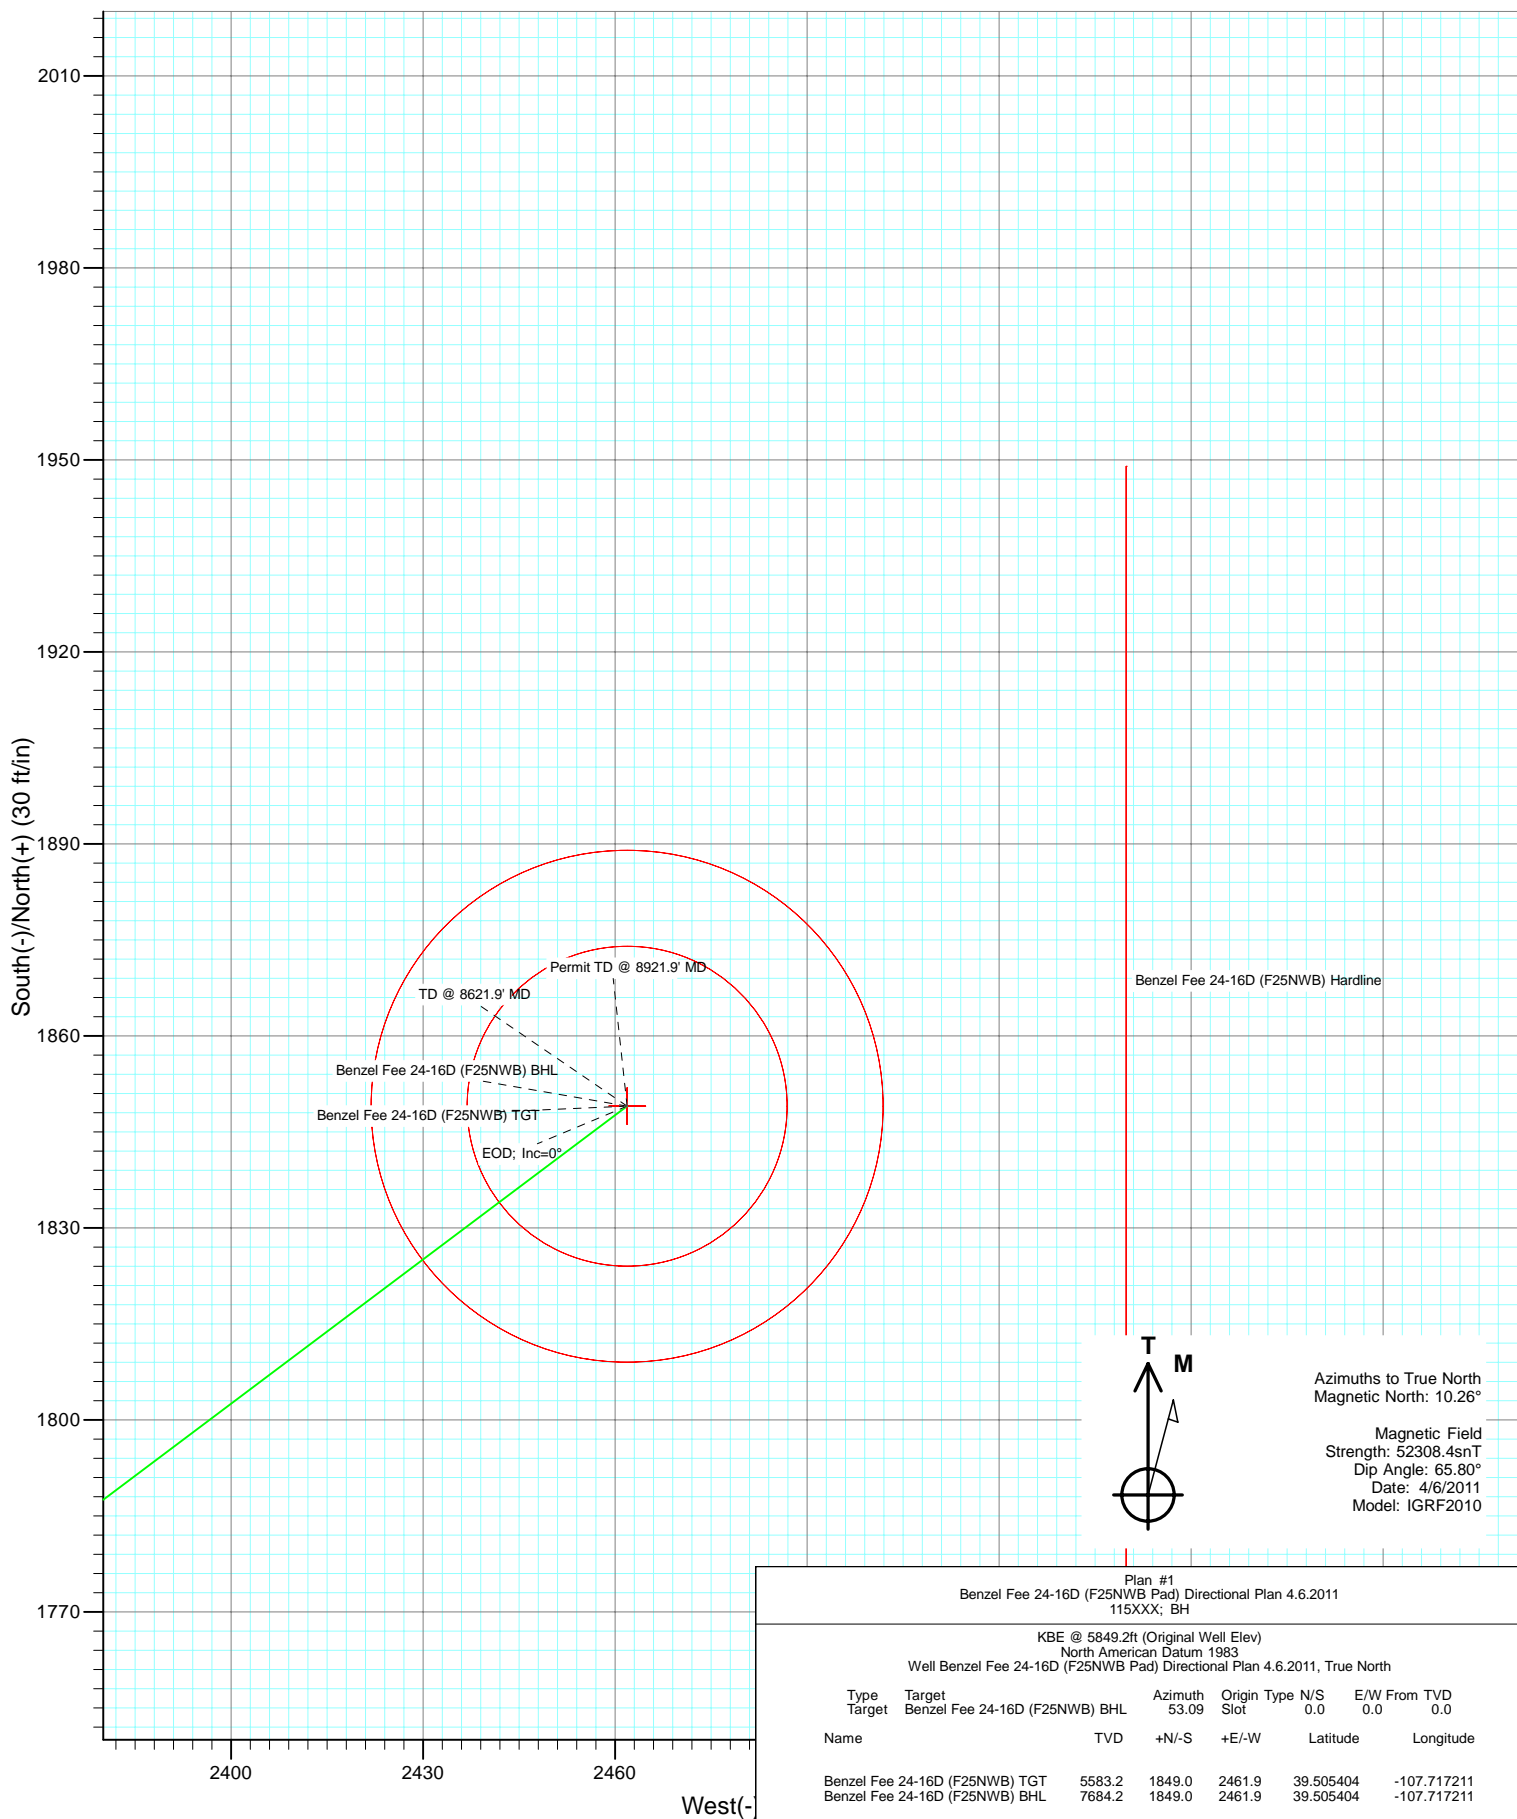 2010
1980
1950
1920
1890
1860
1830
1800
1770
South(-)/North(+) (30 ft/in)
Permit TD @ 8921.9' MD
TD @ 8621.9' MD
Benzel Fee 24-16D (F25NWB) BHL
Benzel Fee 24-16D (F25NWB) TGT
EOD; Inc=0°
Benzel Fee 24-16D (F25NWB) Hardline
T
M
Azimuths to True North
Magnetic North: 10.26°
Magnetic Field
Strength: 52308.4snT
Dip Angle: 65.80°
Date: 4/6/2011
Model: IGRF2010
2400
2430
2460
West(-)
Plan #1
Benzel Fee 24-16D (F25NWB Pad) Directional Plan 4.6.2011
115XXX; BH
KBE @ 5849.2ft (Original Well Elev)
North American Datum 1983
Well Benzel Fee 24-16D (F25NWB Pad) Directional Plan 4.6.2011, True North
Type Target Azimuth Origin Type N/S E/W From TVD
Target Benzel Fee 24-16D (F25NWB) BHL 53.09 Slot 0.0 0.0 0.0
Name TVD +N/-S +E/-W Latitude Longitude
Benzel Fee 24-16D (F25NWB) TGT 5583.2 1849.0 2461.9 39.505404 -107.717211
Benzel Fee 24-16D (F25NWB) BHL 7684.2 1849.0 2461.9 39.505404 -107.717211